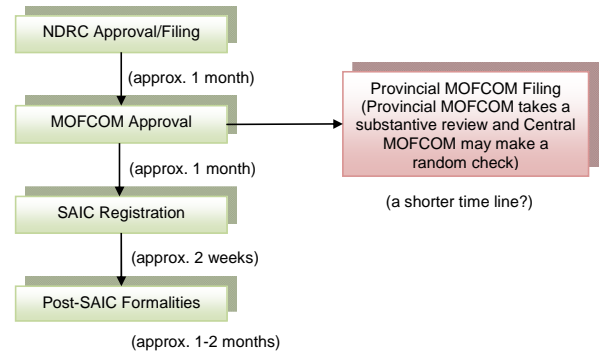 NDRC Approval/Filing
(approx. 1 month)
MOFCOM Approval
Provincial MOFCOM Filing
(Provincial MOFCOM takes a
substantive review and Central
MOFCOM may make a
random check)
(a shorter time line?)
(approx. 1 month)
SAIC Registration
(approx. 2 weeks)
Post-SAIC Formalities
(approx. 1-2 months)